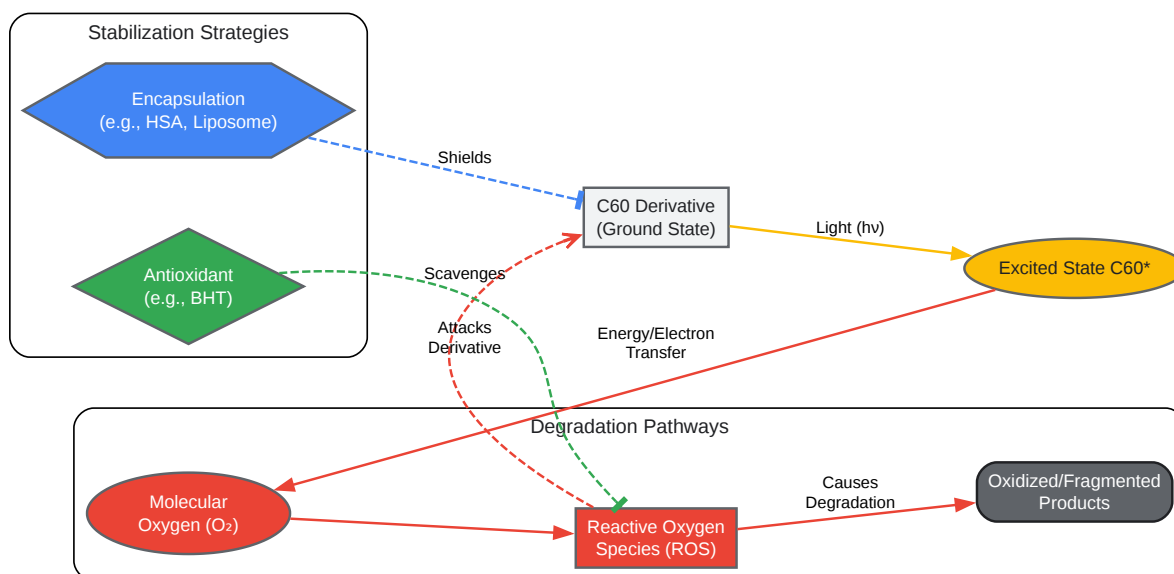 Stabilization Strategies
Encapsulation
(e.g., HSA, Liposome)
Shields
C60 Derivative
(Ground State)
Light (hν)
Excited State C60*
Antioxidant
(e.g., BHT)
Scavenges
Attacks
Derivative
Energy/Electron
Transfer
Degradation Pathways
Molecular
Oxygen (O₂)
Reactive Oxygen
Species (ROS)
Causes
Degradation
Oxidized/Fragmented
Products